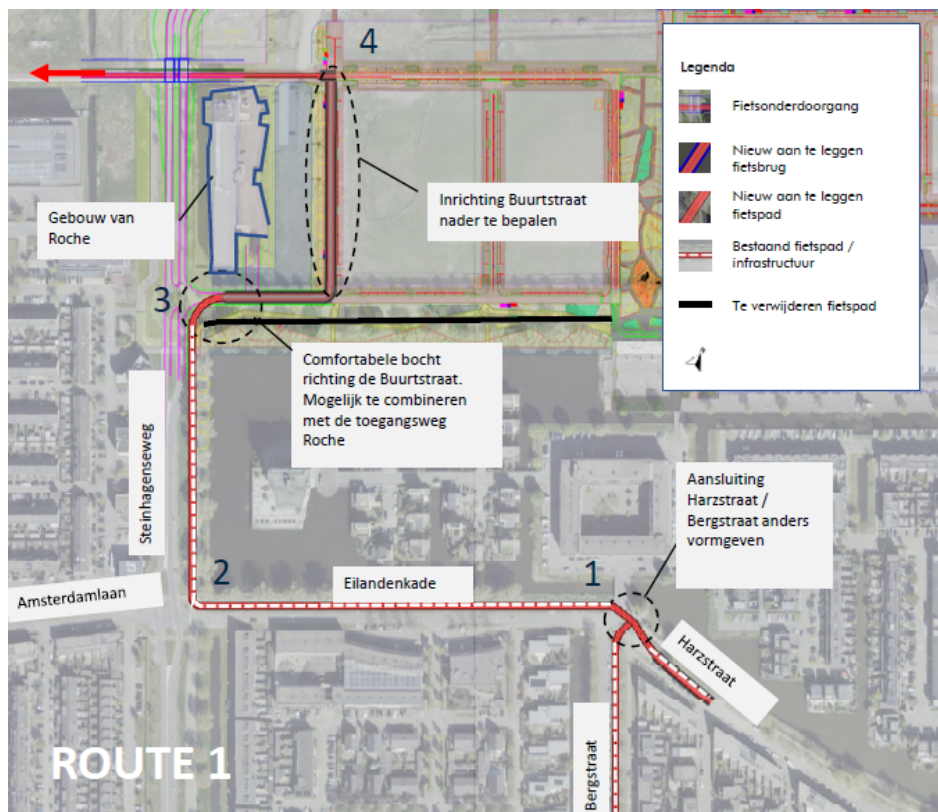 4
Legenda
Fietsonderdoorgang
Nieuw aan te leggen
fietsbrug
Nieuw aan te leggen
fietspad
Bestaand fietspad /
infrastructuur
Te verwijderen fietspad
Gebouw van
Roche
Inrichting Buurtstraat
nader te bepalen
3
Comfortabele bocht
richting de Buurtstraat.
Mogelijk te combineren
met de toegangsweg
Roche
Steinhagenseweg
Aansluiting
Harzstraat /
Bergstraat anders
vormgeven
2
1
Eilandenkade
Amsterdamlaan
Harzstraat
Bergstraat
ROUTE 1